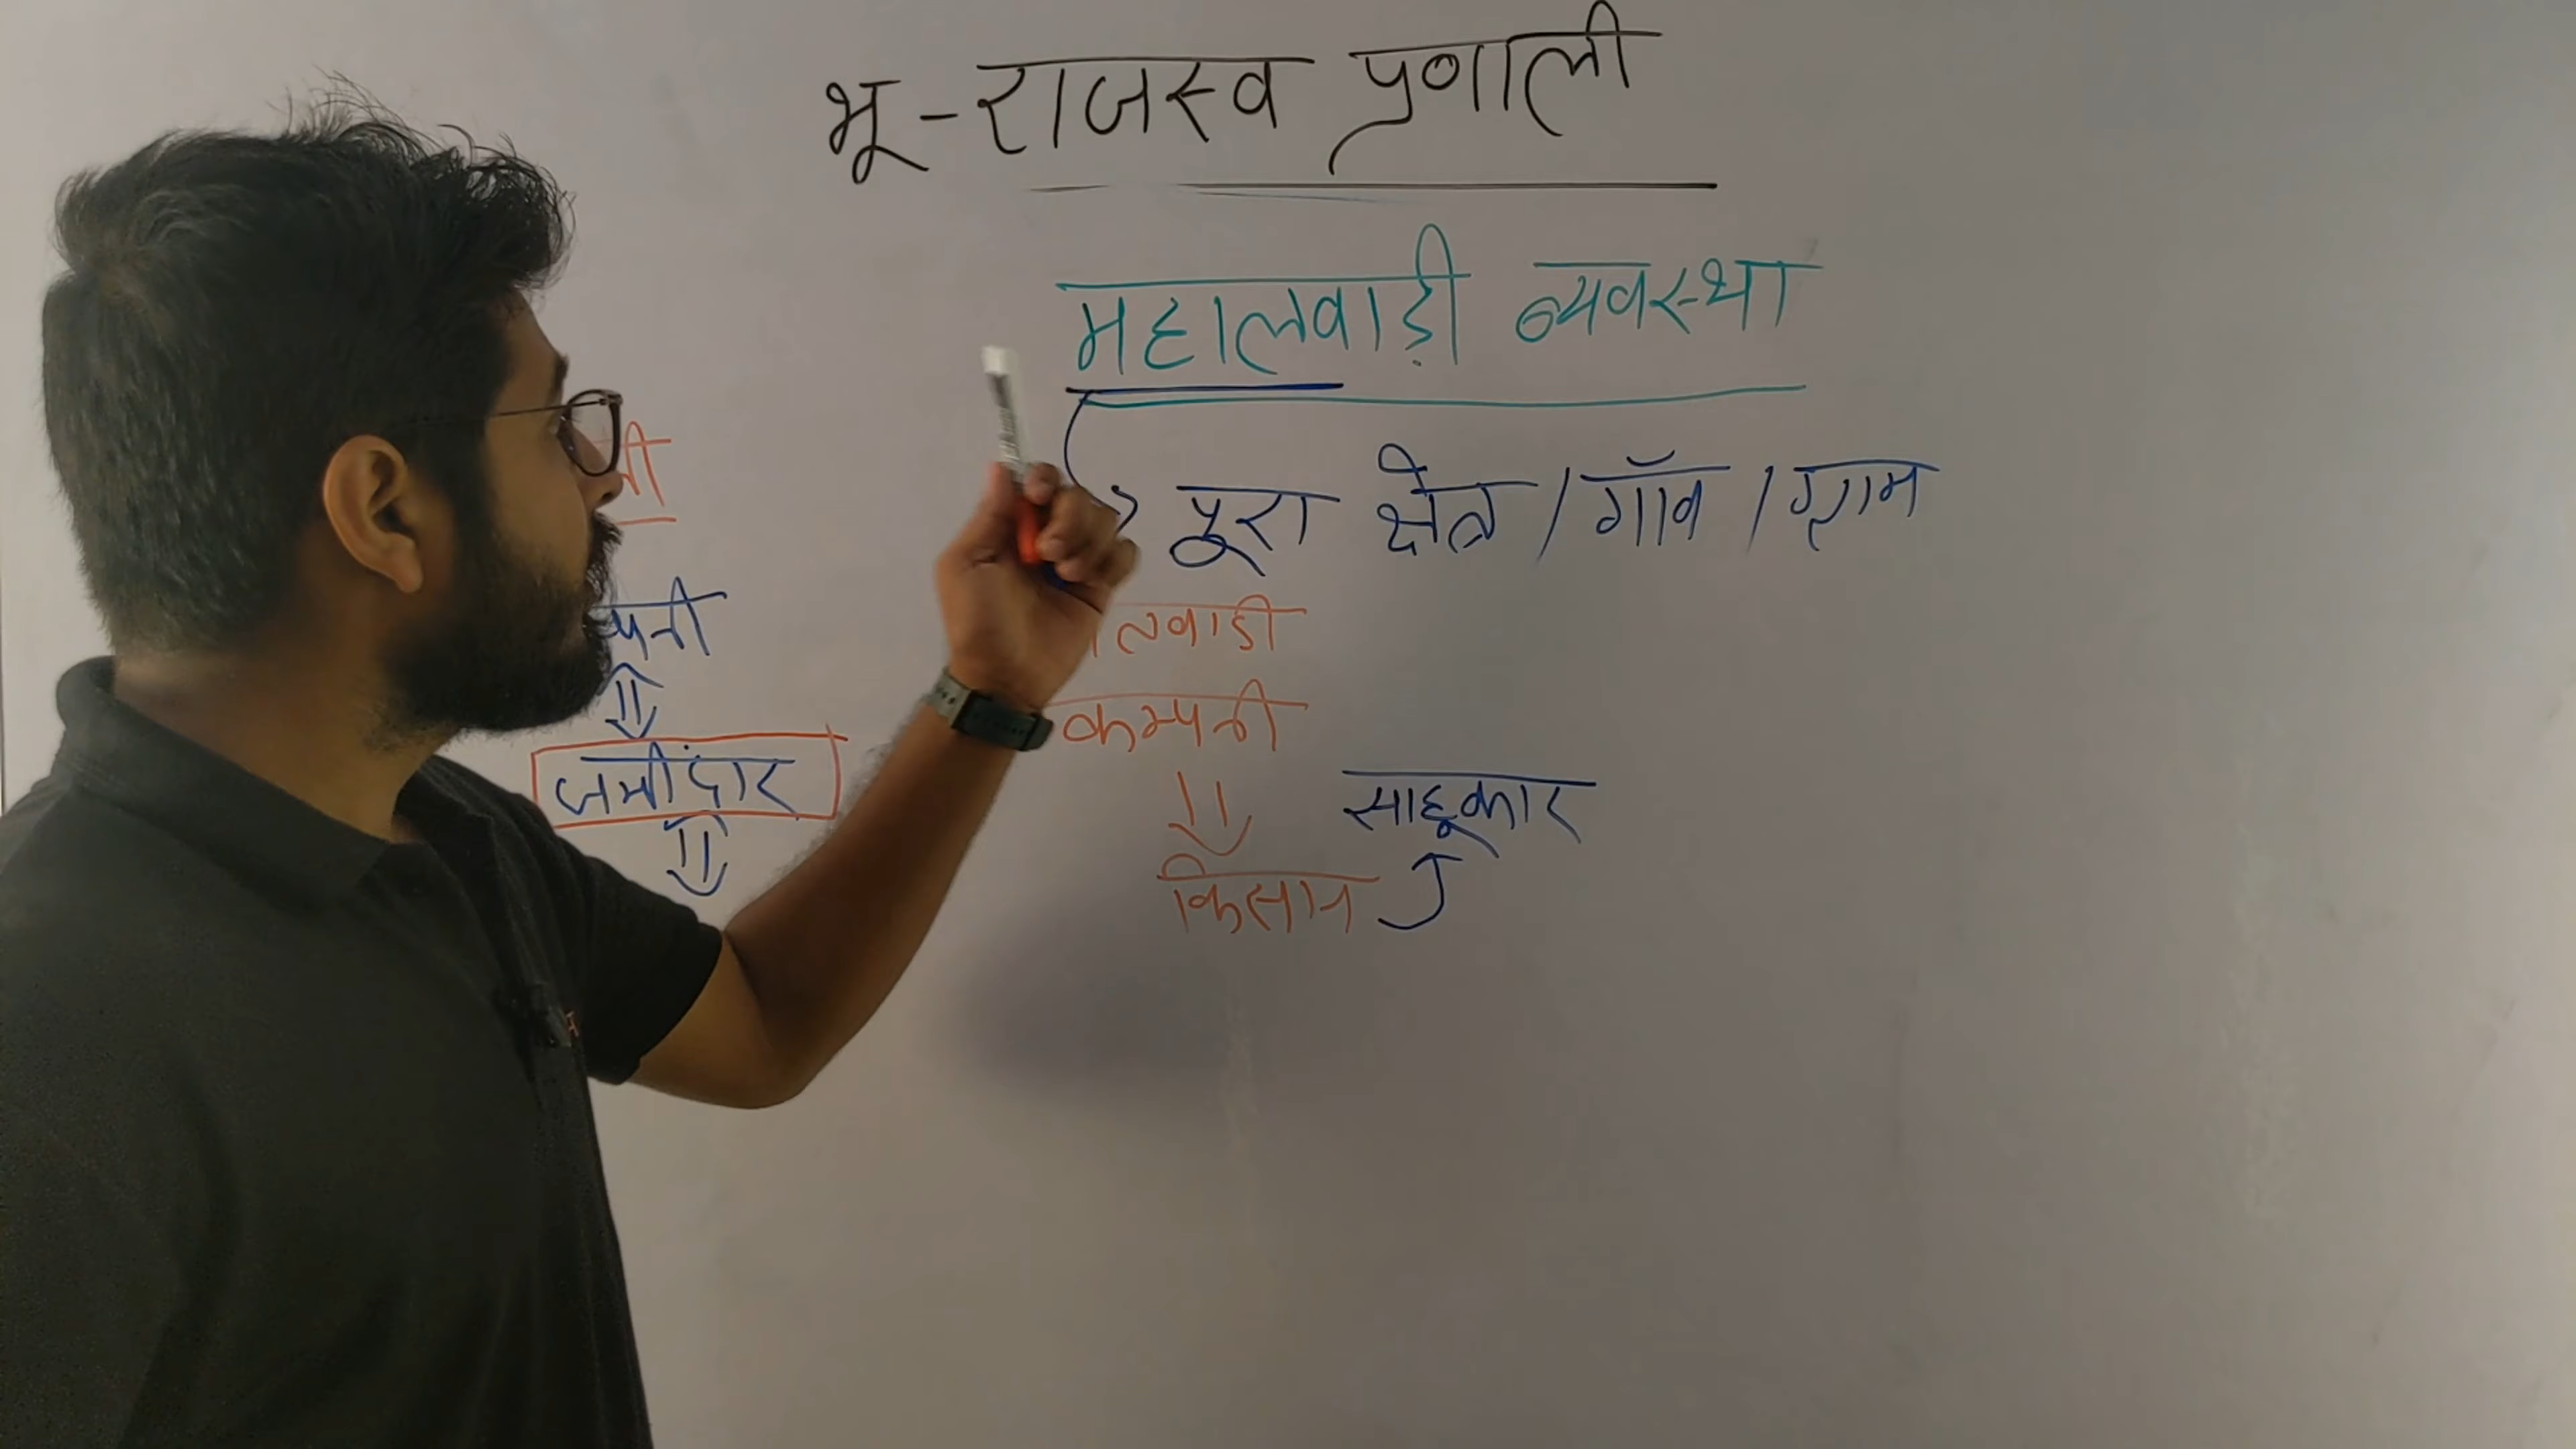 भू-राजस्व प्रणाली
महालवाड़ी व्यवस्था
पूरा क्षेत्र / गाँव / ग्राम
कम्पनी
जमींदार
साहूकार
किसान